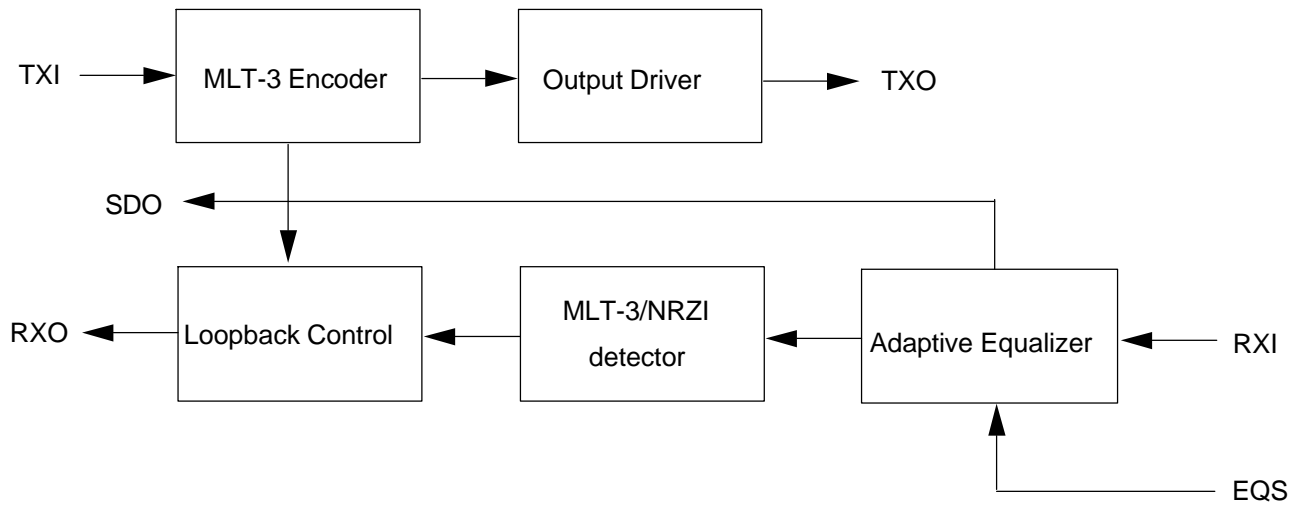 TXI
MLT-3 Encoder
Output Driver
TXO
SDO
RXO
Loopback Control
MLT-3/NRZI
detector
Adaptive Equalizer
RXI
EQS